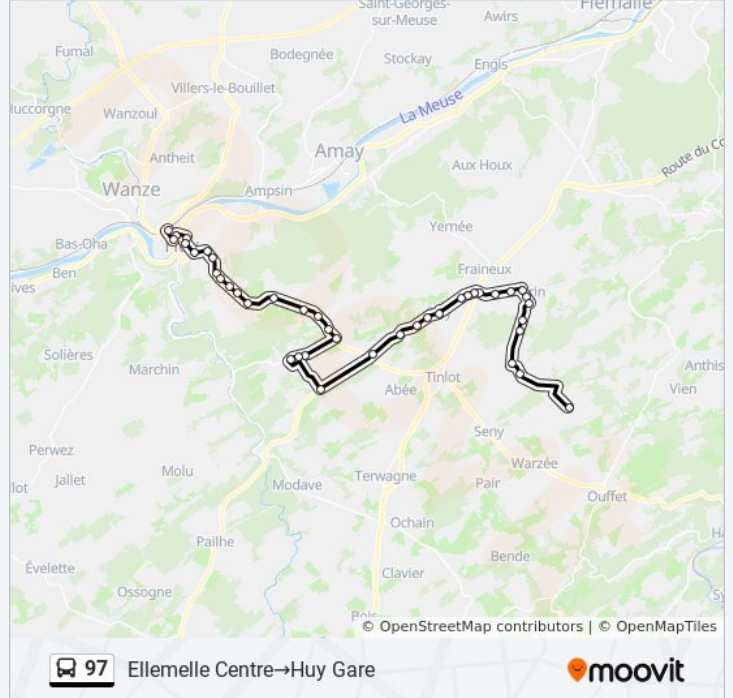 Saint-Georges-
sur-Meuse
Flémalle
Awirs
Fumal
Bodegnée
Stockay
Engis
Villers-le-Bouillet
Wanzoul
La Meuse
Antheit
Amay
Aux Houx
Route du Co
Wanze
Ampsin
Yernée
Bas-Oha
Ben
Fraineux
Solières
Marchin
Anthis
Vien
Abée
Tinlot
Seny
Perwez
Jallet
Molu
Modave
Terwagne
Warzée
Pair
Ouffet
Ochain
Pailhe
Bende
Évelette
Clavier
Ossogne
© OpenStreetMap contributors | © OpenMapTiles
97 Ellemelle Centre→Huy Gare
moovit